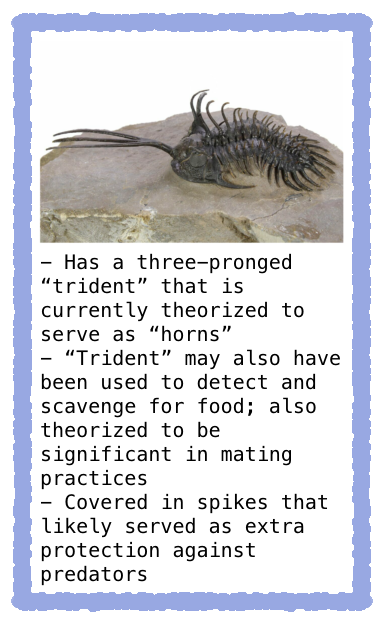 – Has a three–pronged
“trident” that is
currently theorized to
serve as “horns”
– “Trident” may also have
been used to detect and
scavenge for food; also
theorized to be
significant in mating
practices
– Covered in spikes that
likely served as extra
protection against
predators